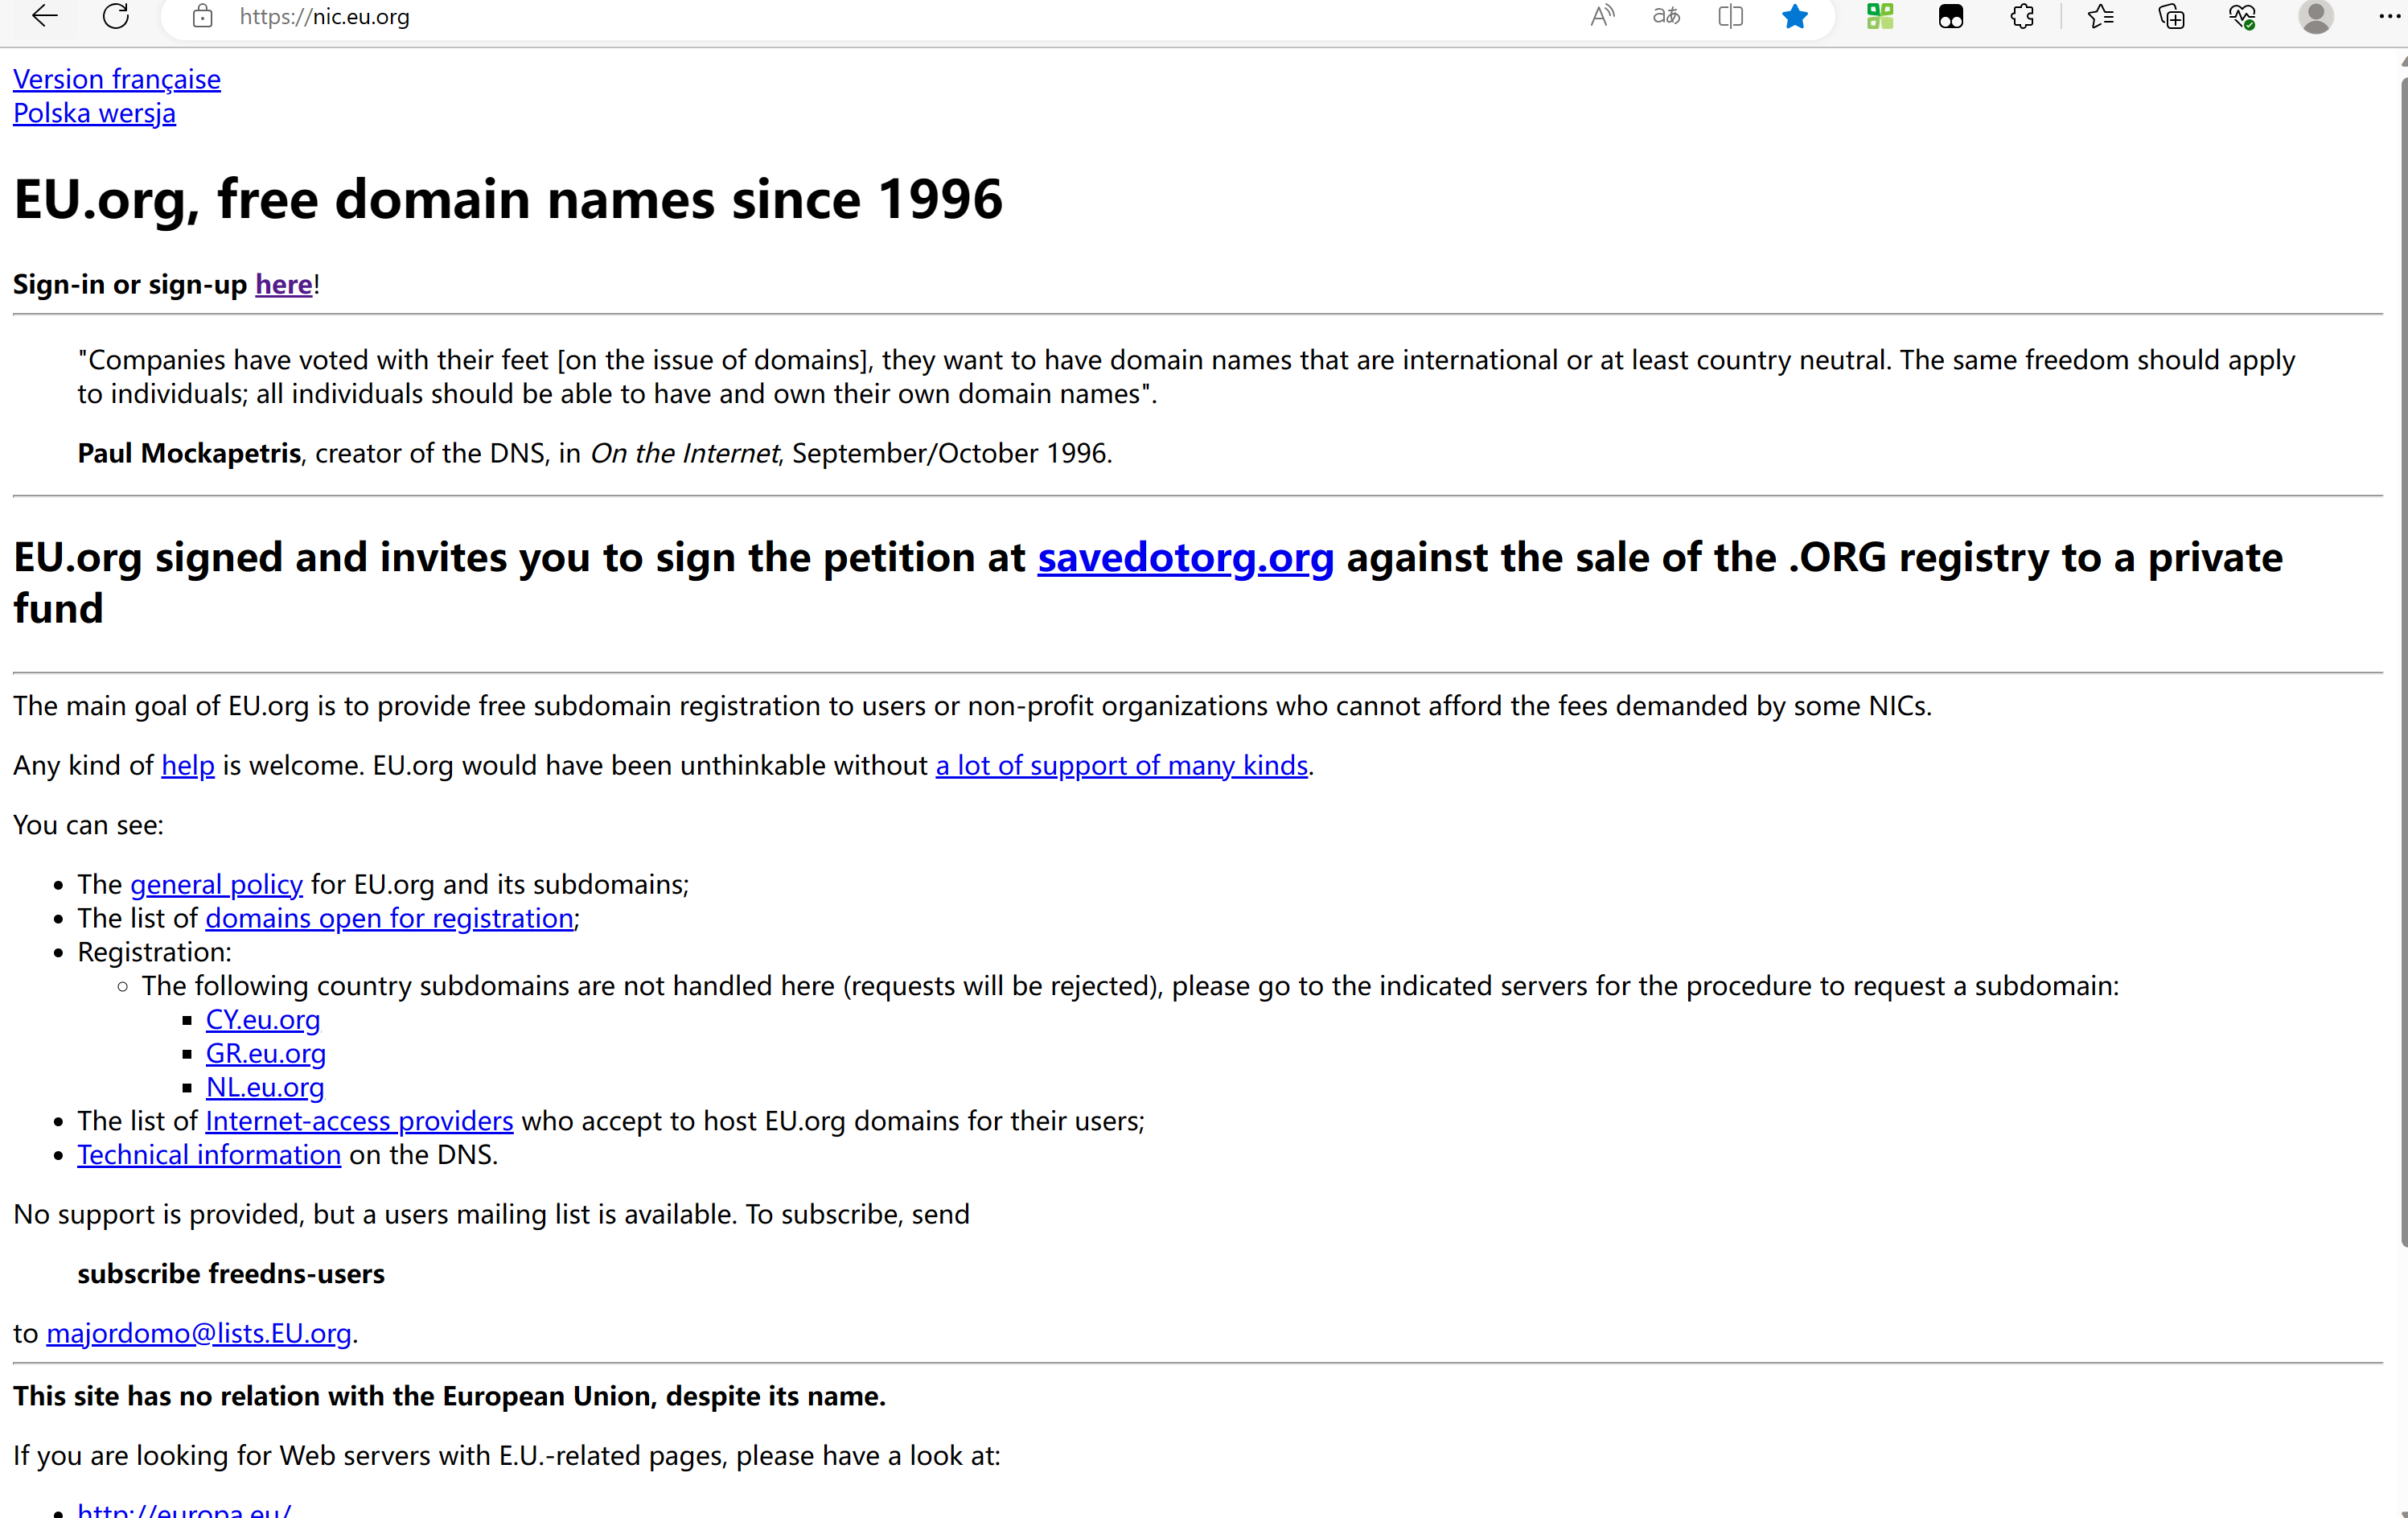 https://nic.eu.org
Version française
Polska wersja
EU.org, free domain names since 1996
Sign-in or sign-up here!
"Companies have voted with their feet [on the issue of domains], they want to have domain names that are international or at least country neutral. The same freedom should apply
to individuals; all individuals should be able to have and own their own domain names".
Paul Mockapetris, creator of the DNS, in On the Internet, September/October 1996.
EU.org signed and invites you to sign the petition at savedotorg.org against the sale of the .ORG registry to a private
fund
The main goal of EU.org is to provide free subdomain registration to users or non-profit organizations who cannot afford the fees demanded by some NICs.
Any kind of help is welcome. EU.org would have been unthinkable without a lot of support of many kinds.
You can see:
• The general policy for EU.org and its subdomains;
• The list of domains open for registration;
• Registration:
◦ The following country subdomains are not handled here (requests will be rejected), please go to the indicated servers for the procedure to request a subdomain:
▪ CY.eu.org
▪ GR.eu.org
▪ NL.eu.org
• The list of Internet-access providers who accept to host EU.org domains for their users;
• Technical information on the DNS.
No support is provided, but a users mailing list is available. To subscribe, send
subscribe freedns-users
to majordomo@lists.EU.org.
This site has no relation with the European Union, despite its name.
If you are looking for Web servers with E.U.-related pages, please have a look at:
• http://europa.eu/